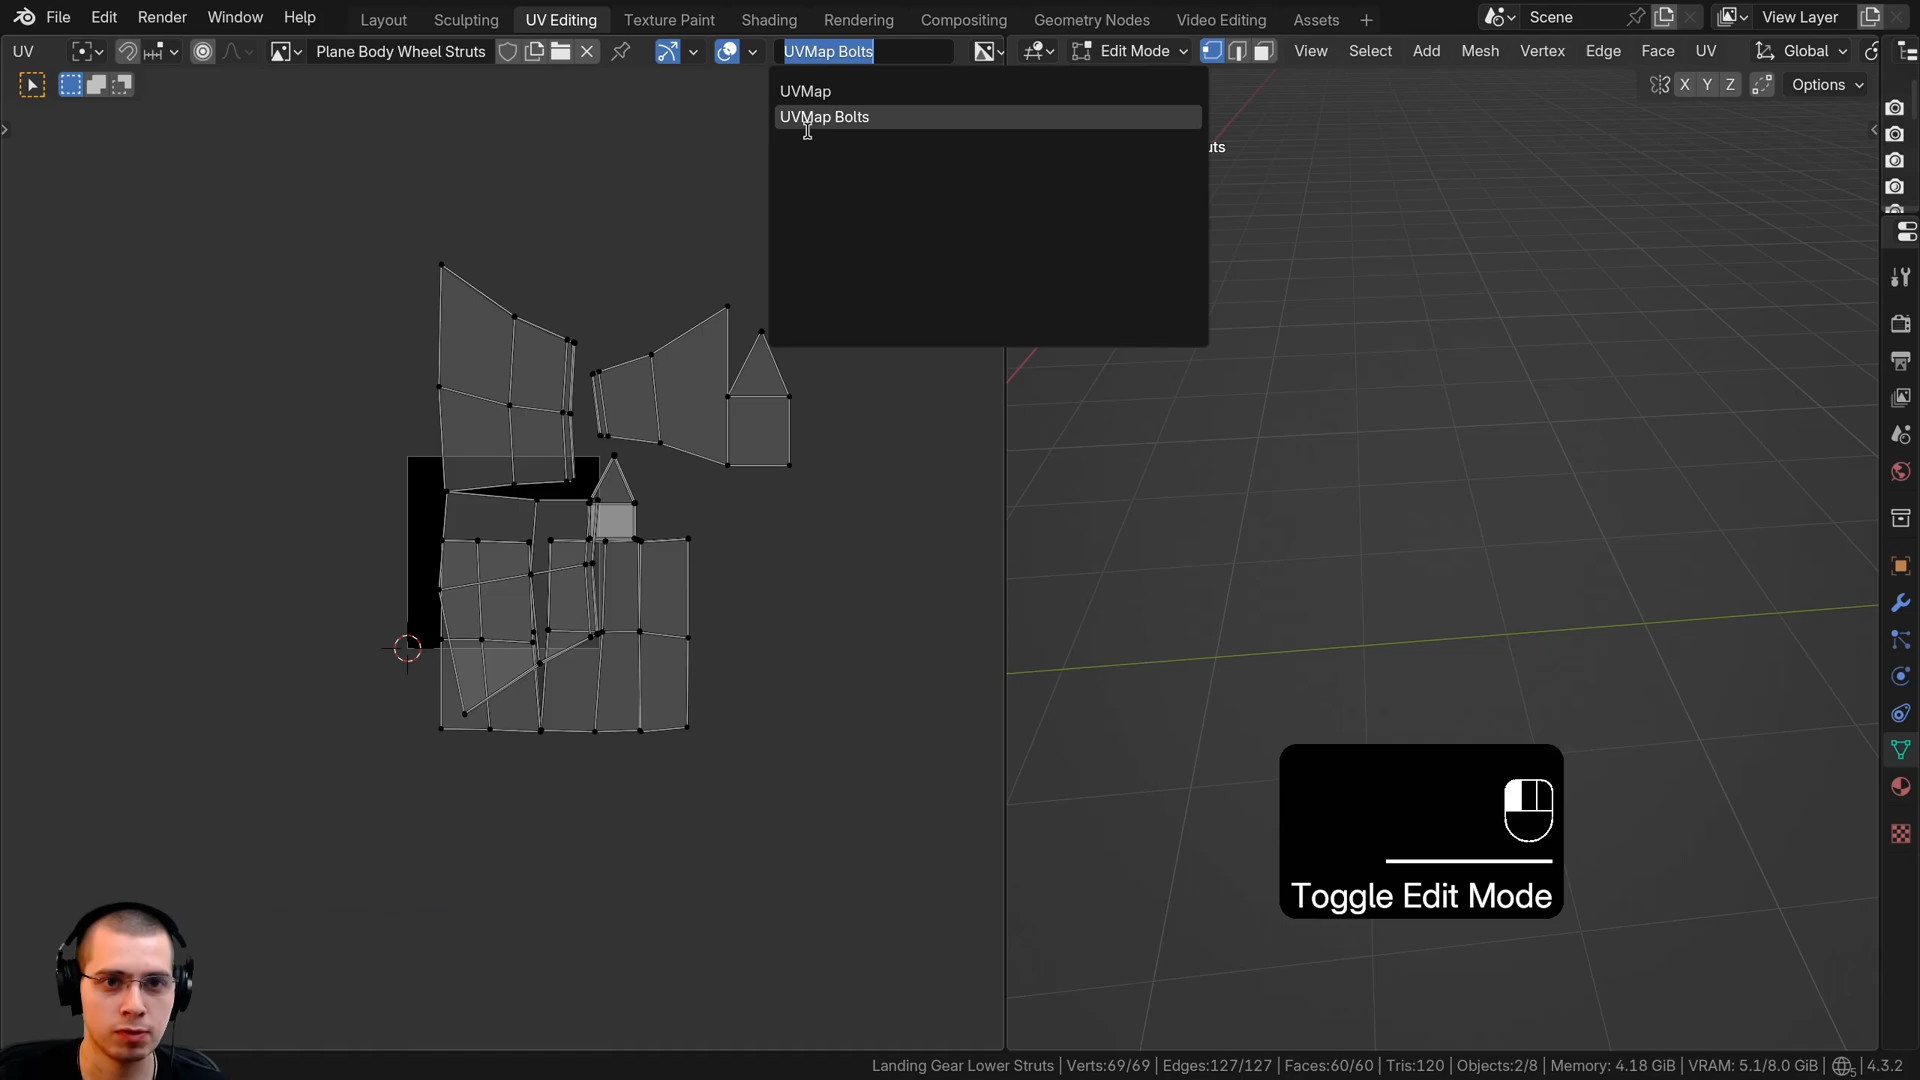 File Edit Render Window Help Layout Sculpting UV Editing Texture Paint Shading Rendering Compositing Geometry Nodes Video Editing Assets + Scene View Layer
UV Plane Body Wheel Struts UVMap Bolts Edit Mode View Select Add Mesh Vertex Edge Face UV Global
X Y Z Options
UVMap
UVMap Bolts
uts
Toggle Edit Mode
Landing Gear Lower Struts | Verts:69/69 | Edges:127/127 | Faces:60/60 | Tris:120 | Objects:2/8 | Memory: 4.18 GiB | VRAM: 5.1/8.0 GiB | 5 | 4.3.2